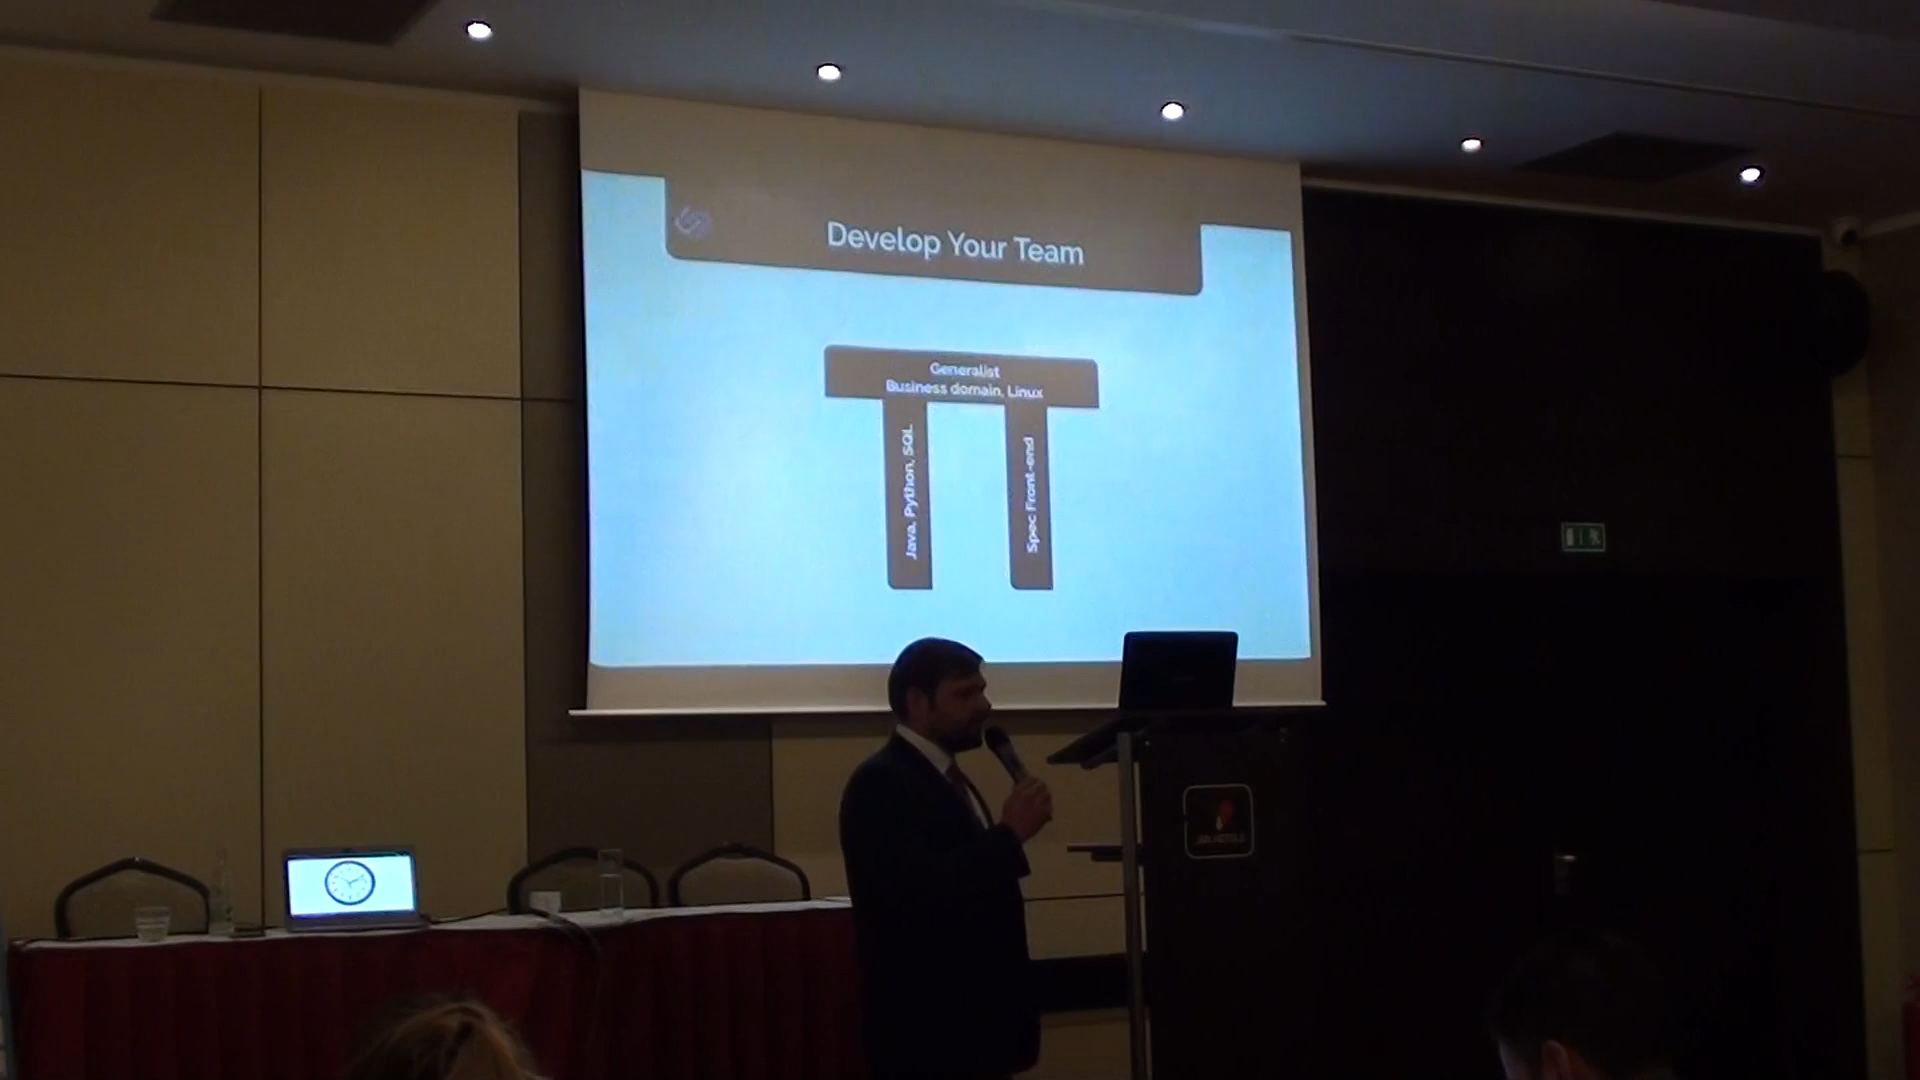 Develop Your Team
Generalist
Business domain, Linux
Java, Python, SQL
Spec Front-end